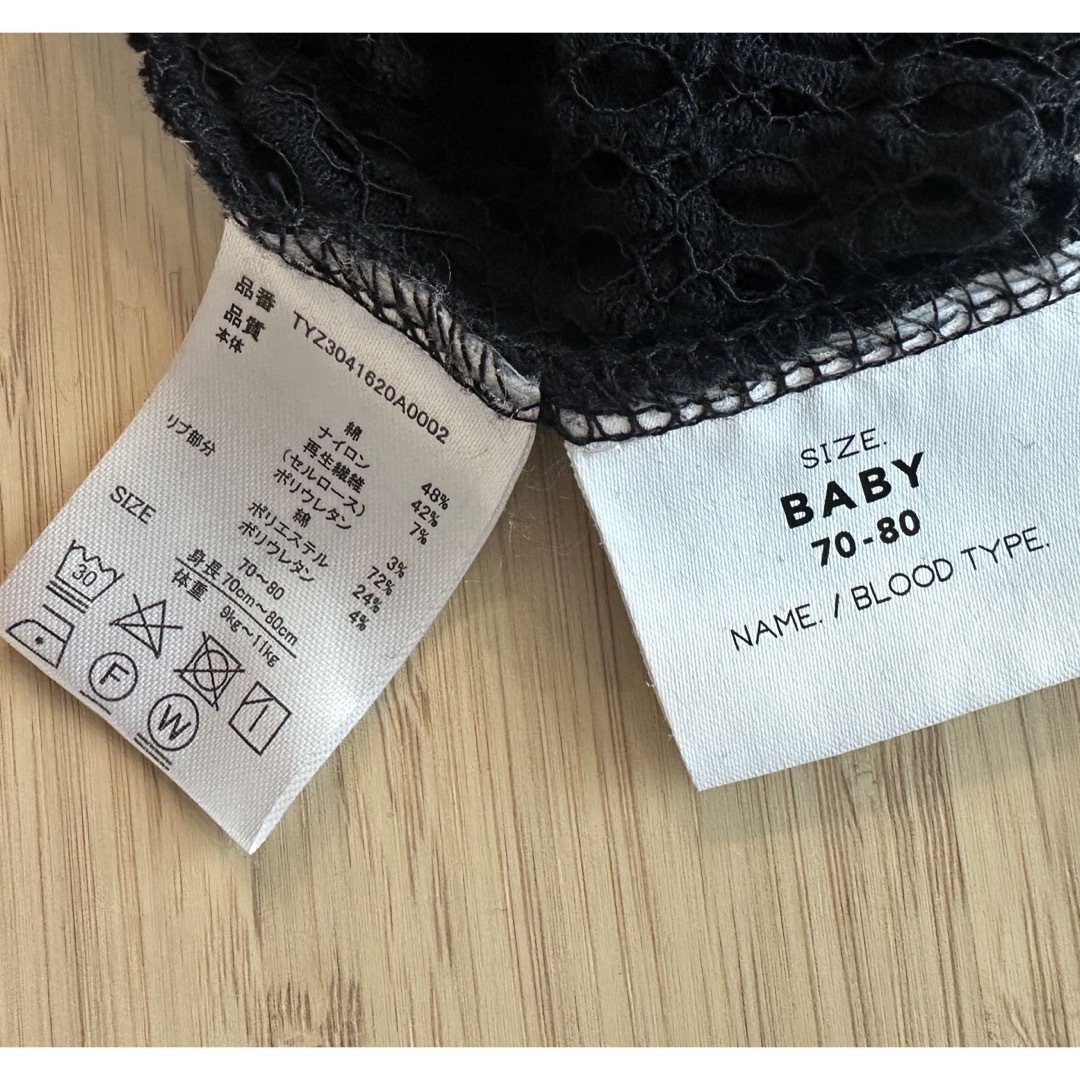 品番 TYZ3041620A0002
品質
本体 綿 48%
ナイロン 42%
再生繊維
(セルロース) 7%
ポリウレタン 3%
リブ部分 綿 72%
ポリエステル 24%
ポリウレタン 4%
SIZE 70～80
身長70cm～80cm
体重 9kg～11kg
30
F
W
SIZE.
BABY
70-80
NAME. / BLOOD TYPE.